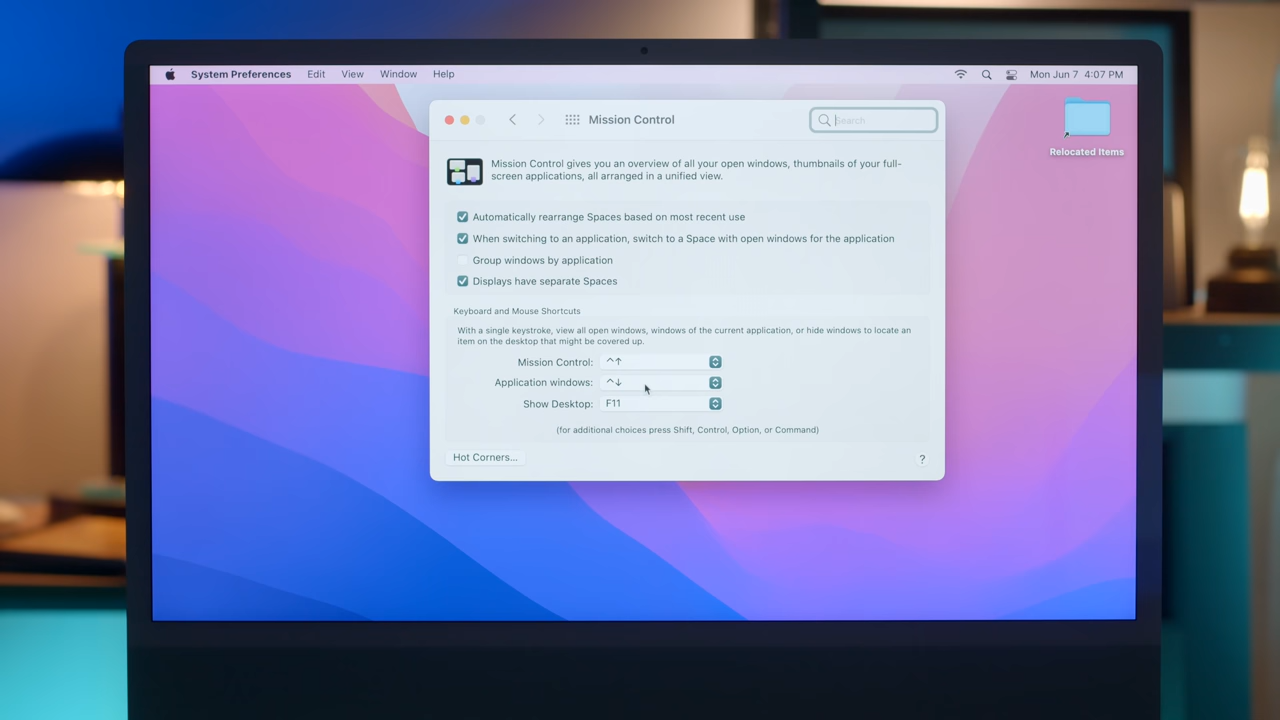 System Preferences Edit View Window Help Mon Jun 7 4:07 PM
Mission Control
Search
Relocated Items
Mission Control gives you an overview of all your open windows, thumbnails of your full-
screen applications, all arranged in a unified view.
Automatically rearrange Spaces based on most recent use
When switching to an application, switch to a Space with open windows for the application
Group windows by application
Displays have separate Spaces
Keyboard and Mouse Shortcuts
With a single keystroke, view all open windows, windows of the current application, or hide windows to locate an
item on the desktop that might be covered up.
Mission Control: ^↑
Application windows: ^↓
Show Desktop: F11
(for additional choices press Shift, Control, Option, or Command)
Hot Corners... ?